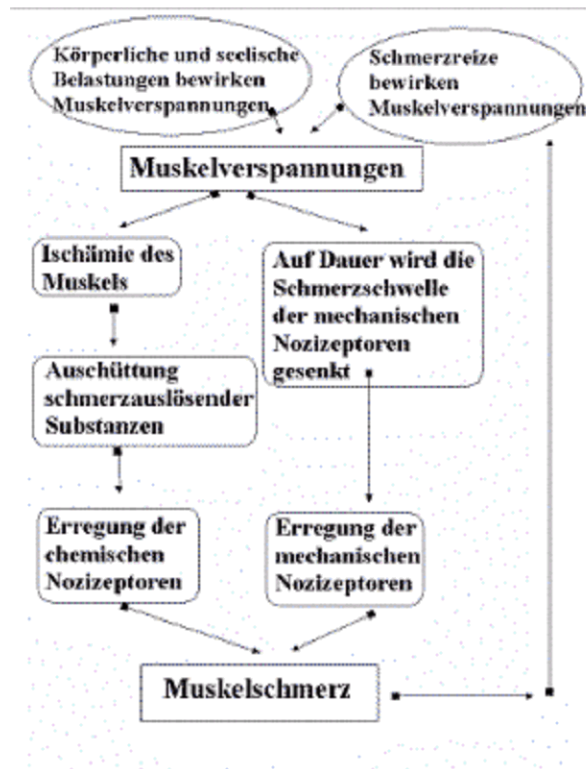 Körperliche und seelische
Belastungen bewirken
Muskelverspannungen
Schmerzreize
bewirken
Muskelverspannungen
Muskelverspannungen
Ischämie des
Muskels
Auf Dauer wird die
Schmerzschwelle
der mechanischen
Nozizeptoren
gesenkt
Auschüttung
schmerzauslösender
Substanzen
Erregung der
chemischen
Nozizeptoren
Erregung der
mechanischen
Nozizeptoren
Muskelschmerz